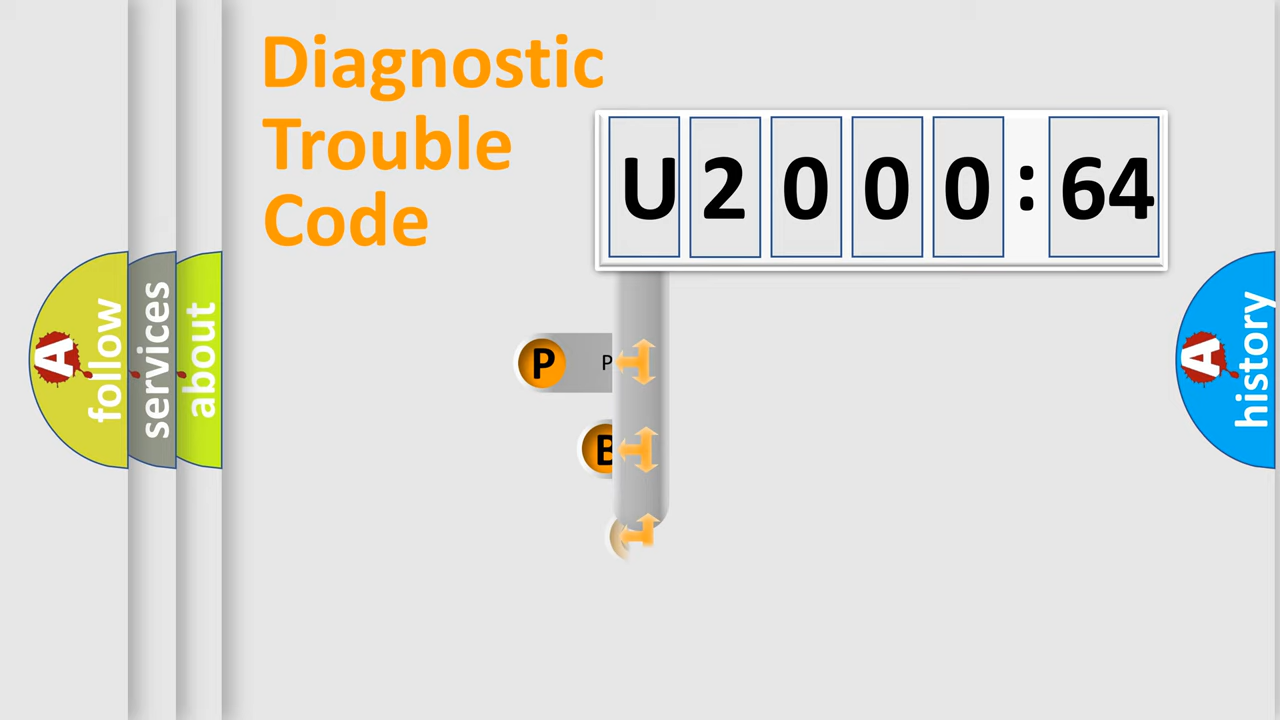 Diagnostic
Trouble
Code
U2000:64
P
P
B
A
follow
services
about
A
history